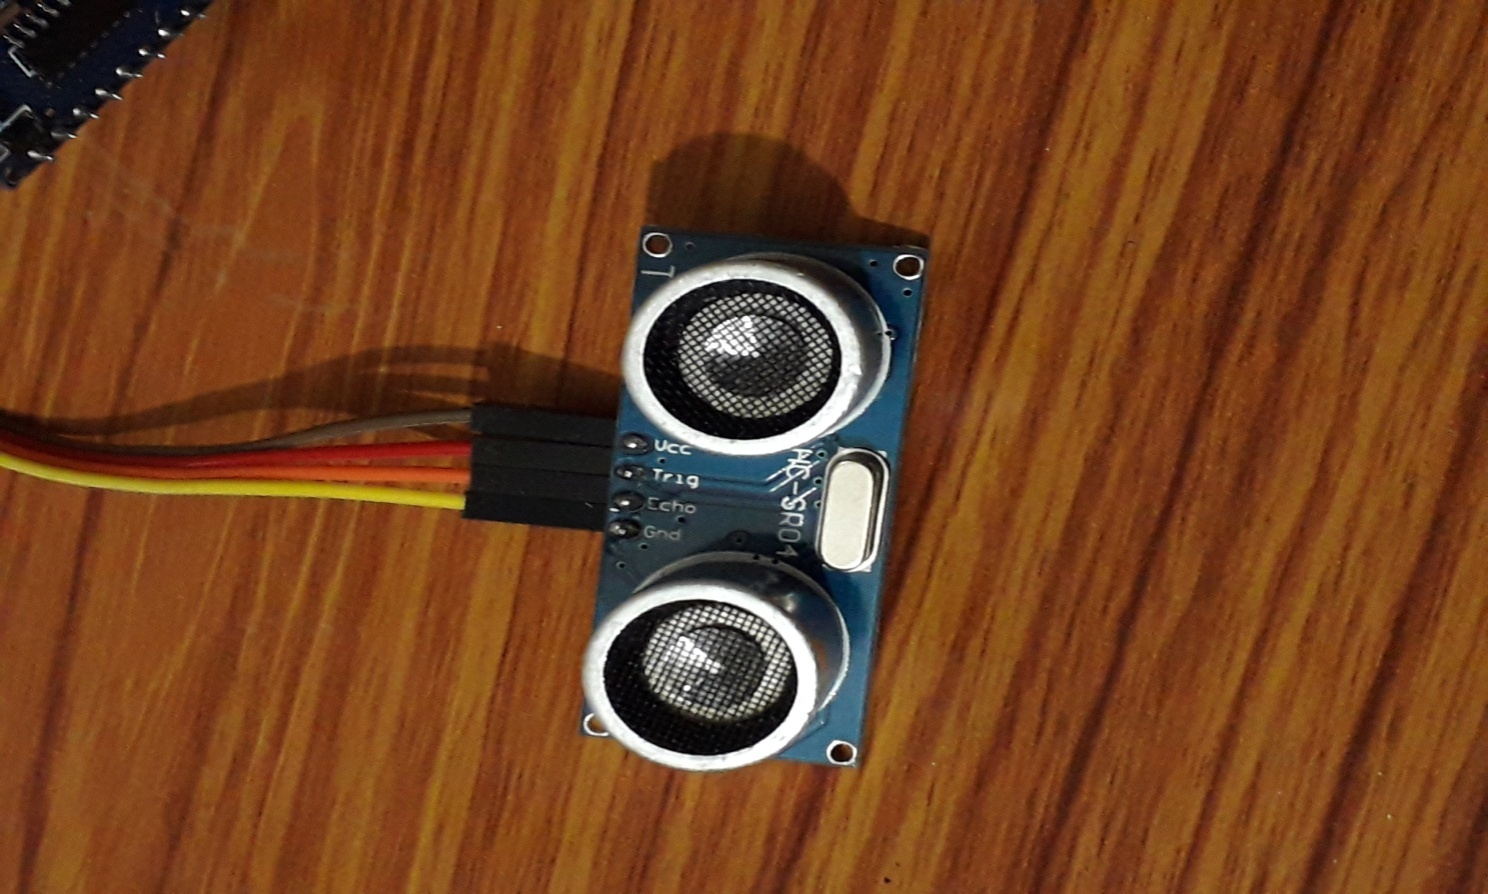 T
Vcc
Trig
Echo
Gnd
HC-SR04